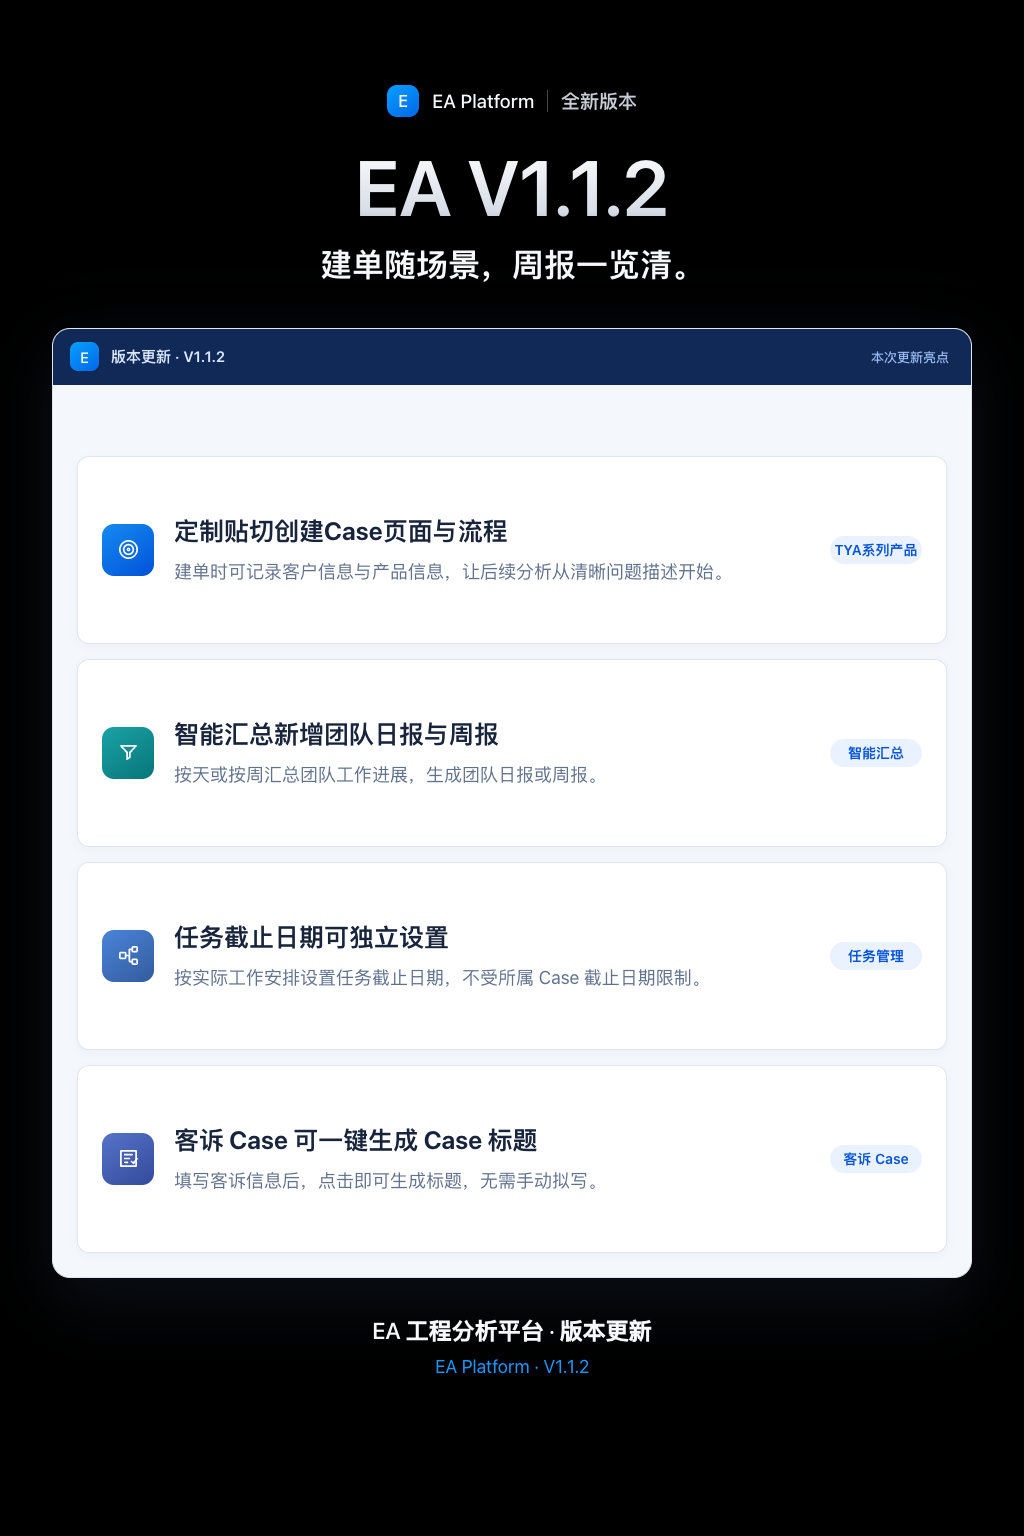 E EA Platform 全新版本
EA V1.1.2
建单随场景，周报一览清。
E 版本更新 · V1.1.2 本次更新亮点
定制贴切创建Case页面与流程
建单时可记录客户信息与产品信息，让后续分析从清晰问题描述开始。
TYA系列产品
智能汇总新增团队日报与周报
按天或按周汇总团队工作进展，生成团队日报或周报。
智能汇总
任务截止日期可独立设置
按实际工作安排设置任务截止日期，不受所属 Case 截止日期限制。
任务管理
客诉 Case 可一键生成 Case 标题
填写客诉信息后，点击即可生成标题，无需手动拟写。
客诉 Case
EA 工程分析平台 · 版本更新
EA Platform · V1.1.2